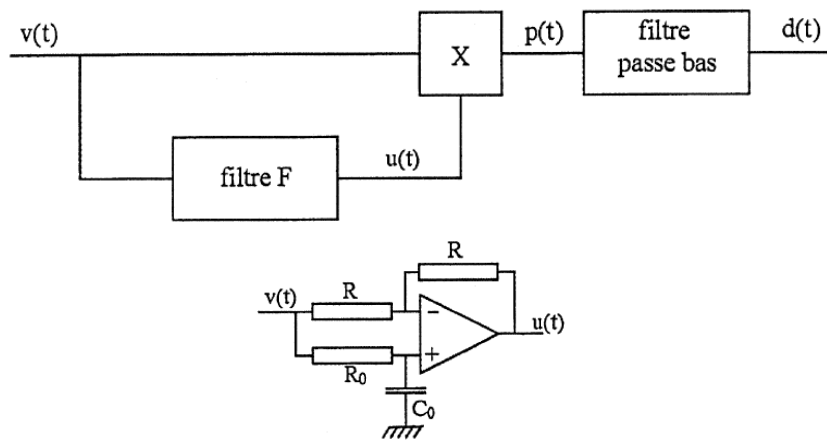 v(t)
X
p(t)
filtre
passe bas
d(t)
filtre F
u(t)
R
v(t)
R
−
+
u(t)
R₀
C₀